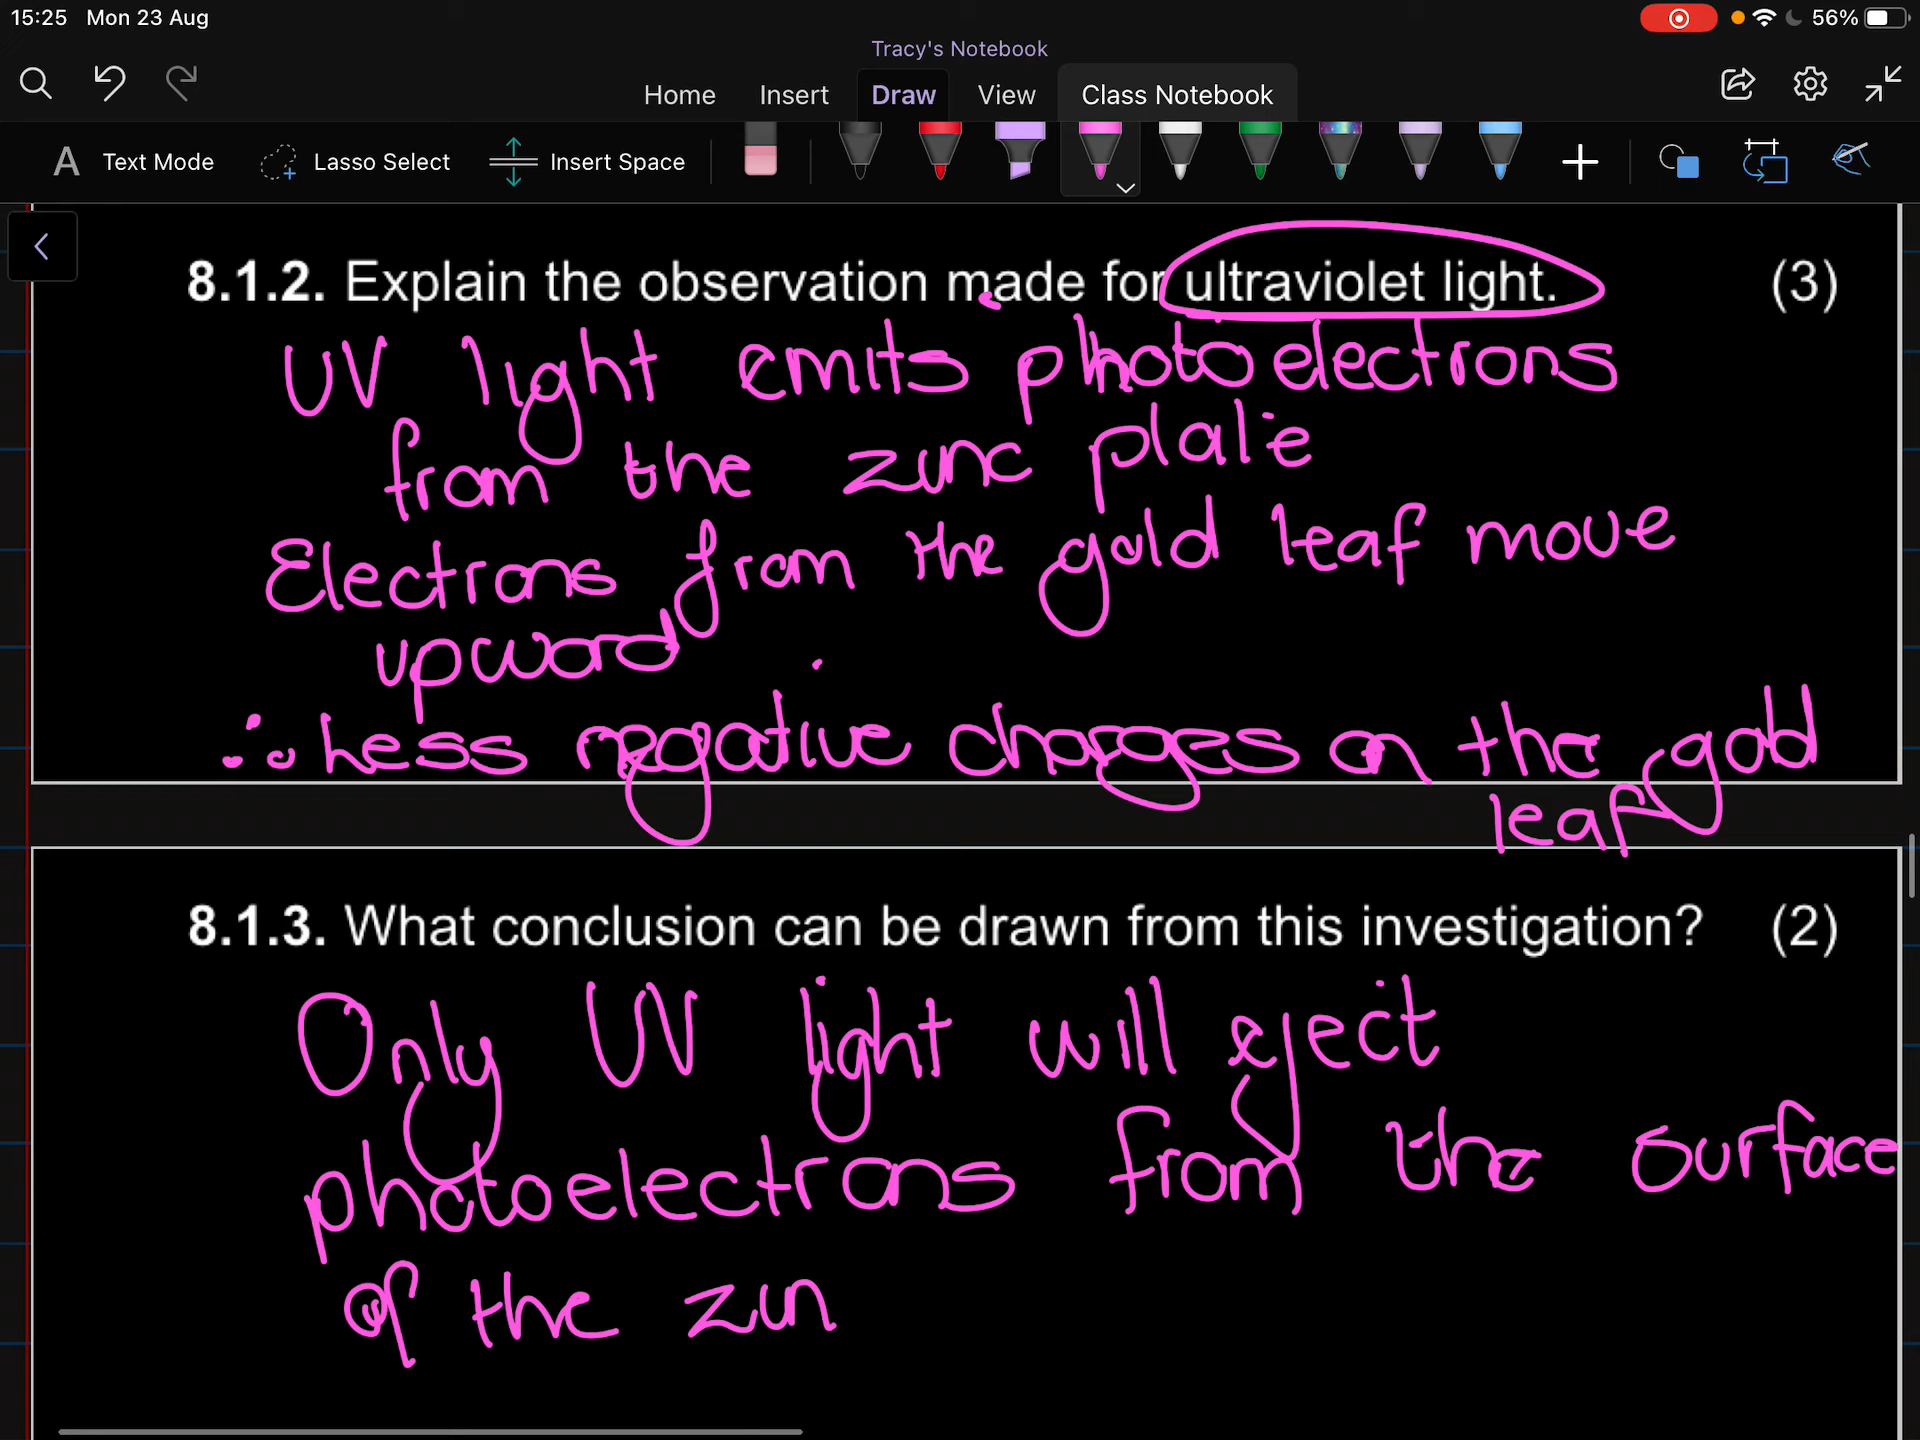 15:25 Mon 23 Aug
56%
Tracy's Notebook
Home Insert Draw View Class Notebook
A Text Mode Lasso Select Insert Space
8.1.2. Explain the observation made for ultraviolet light. (3)
UV light emits photoelectrons
from the zinc plate
Electrons from the gold leaf move
upward
∴ Less negative charges on the gold
leaf
8.1.3. What conclusion can be drawn from this investigation? (2)
Only UV light will eject
photoelectrons from the surface
of the zin